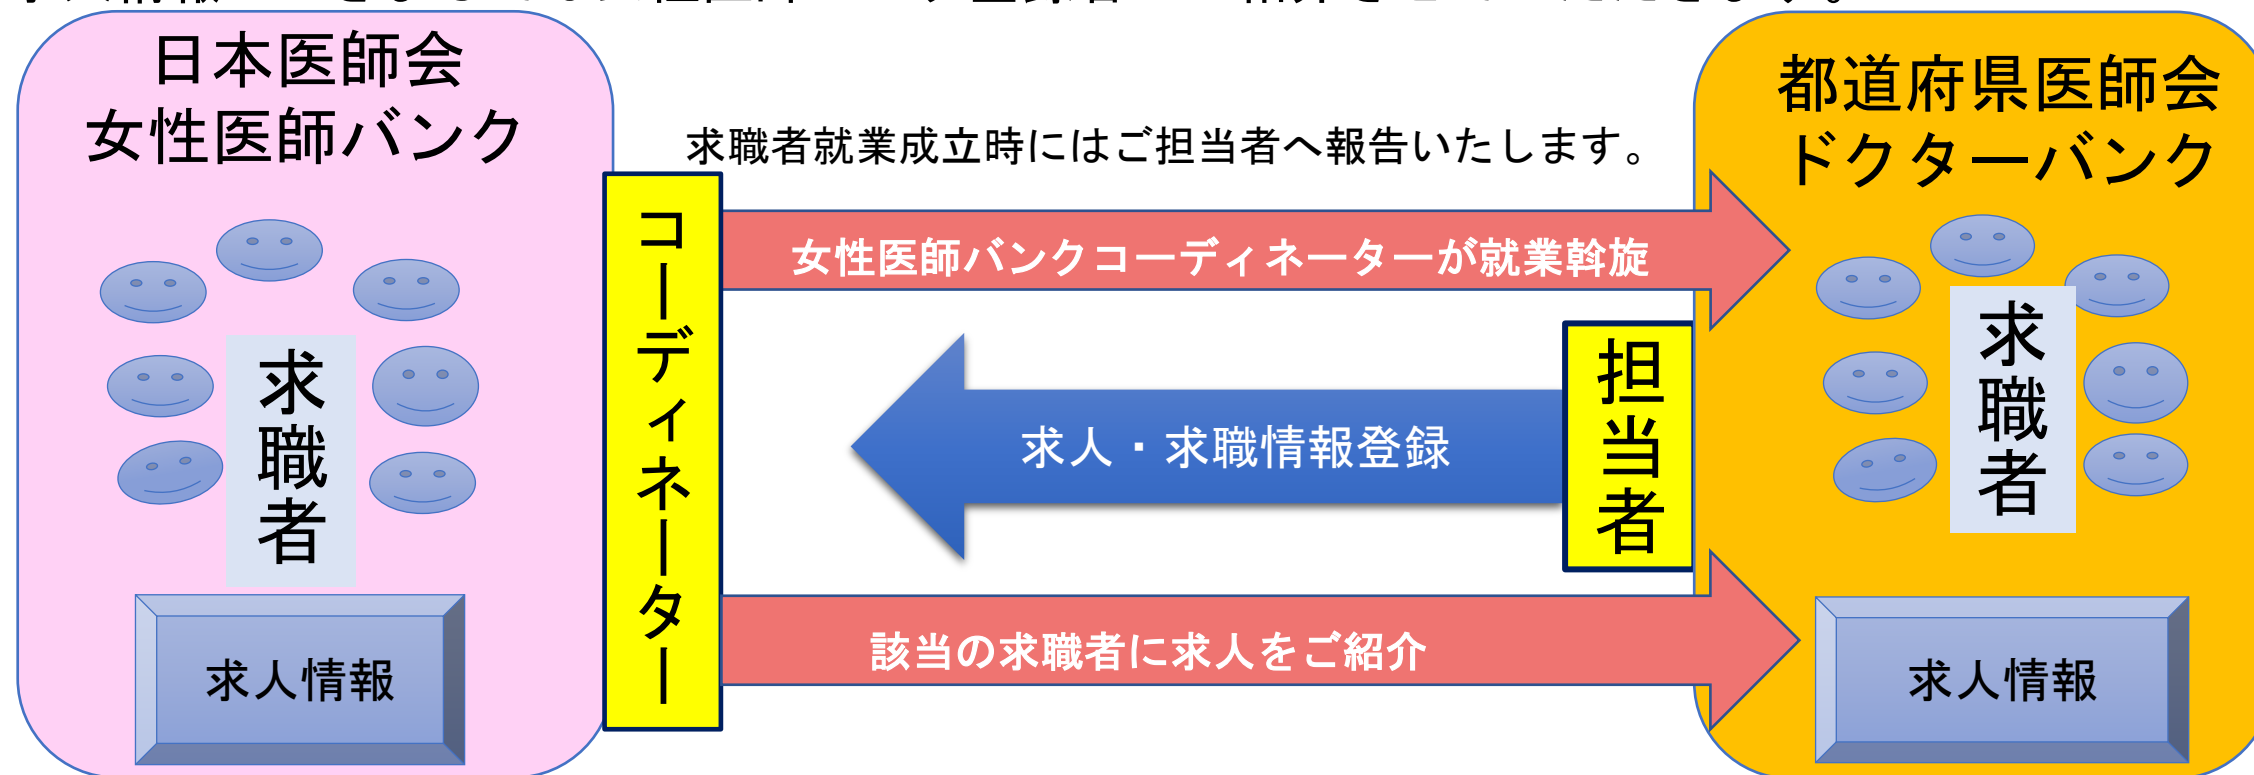 日本医師会
女性医師バンク
求職者
求人情報
コーディネーター
求職者就業成立時にはご担当者へ報告いたします。
女性医師バンクコーディネーターが就業斡旋
求人・求職情報登録
該当の求職者に求人をご紹介
担当者
都道府県医師会
ドクターバンク
求職者
求人情報